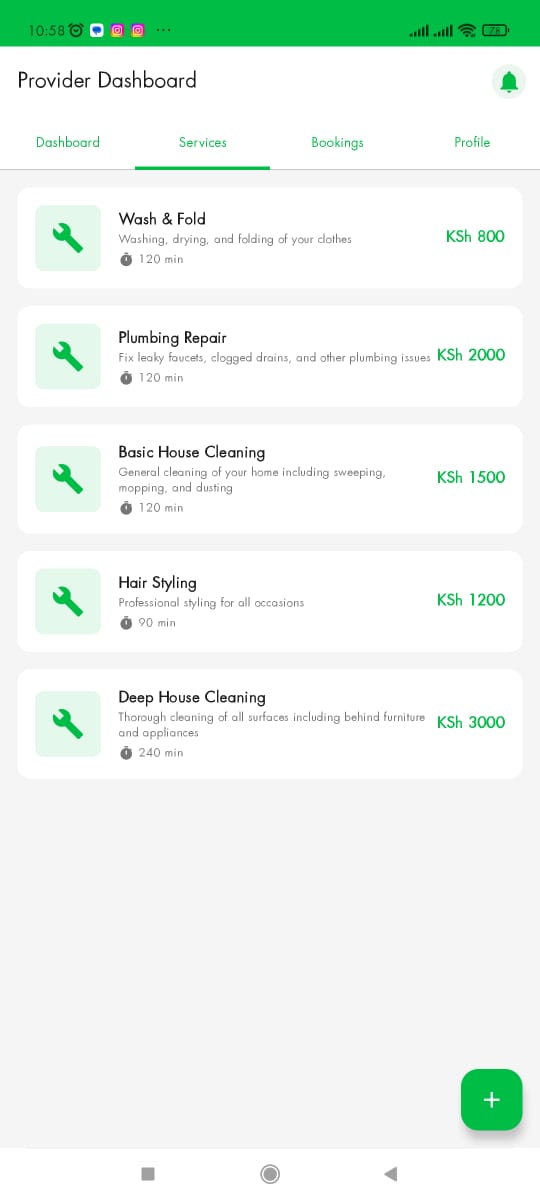 10:58
78
Provider Dashboard
Dashboard Services Bookings Profile
Wash & Fold
Washing, drying, and folding of your clothes
120 min
KSh 800
Plumbing Repair
Fix leaky faucets, clogged drains, and other plumbing issues
120 min
KSh 2000
Basic House Cleaning
General cleaning of your home including sweeping,
mopping, and dusting
120 min
KSh 1500
Hair Styling
Professional styling for all occasions
90 min
KSh 1200
Deep House Cleaning
Thorough cleaning of all surfaces including behind furniture
and appliances
240 min
KSh 3000
+